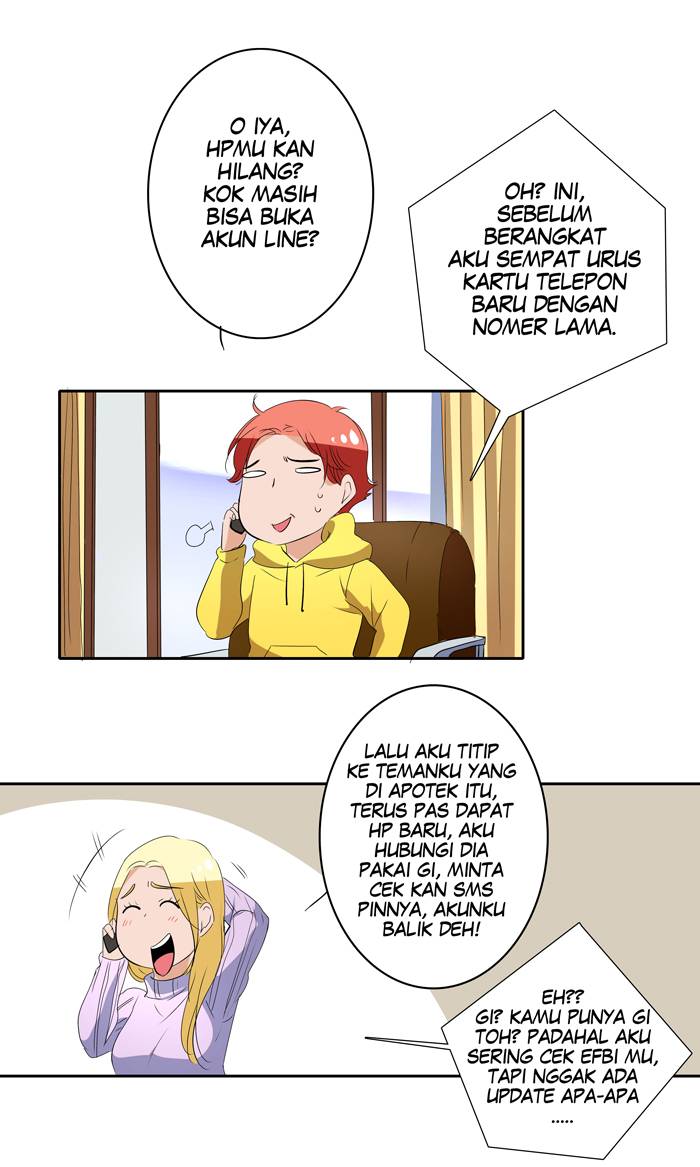 O IYA,
HPMU KAN
HILANG?
KOK MASIH
BISA BUKA
AKUN LINE?
OH? INI,
SEBELUM
BERANGKAT
AKU SEMPAT URUS
KARTU TELEPON
BARU DENGAN
NOMER LAMA.
LALU AKU TITIP
KE TEMANKU YANG
DI APOTEK ITU,
TERUS PAS DAPAT
HP BARU, AKU
HUBUNGI DIA
PAKAI GI, MINTA
CEK KAN SMS
PINNYA, AKUNKU
BALIK DEH!
EH??
GI? KAMU PUNYA GI
TOH? PADAHAL AKU
SERING CEK EFBI MU,
TAPI NGGAK ADA
UPDATE APA-APA
.....